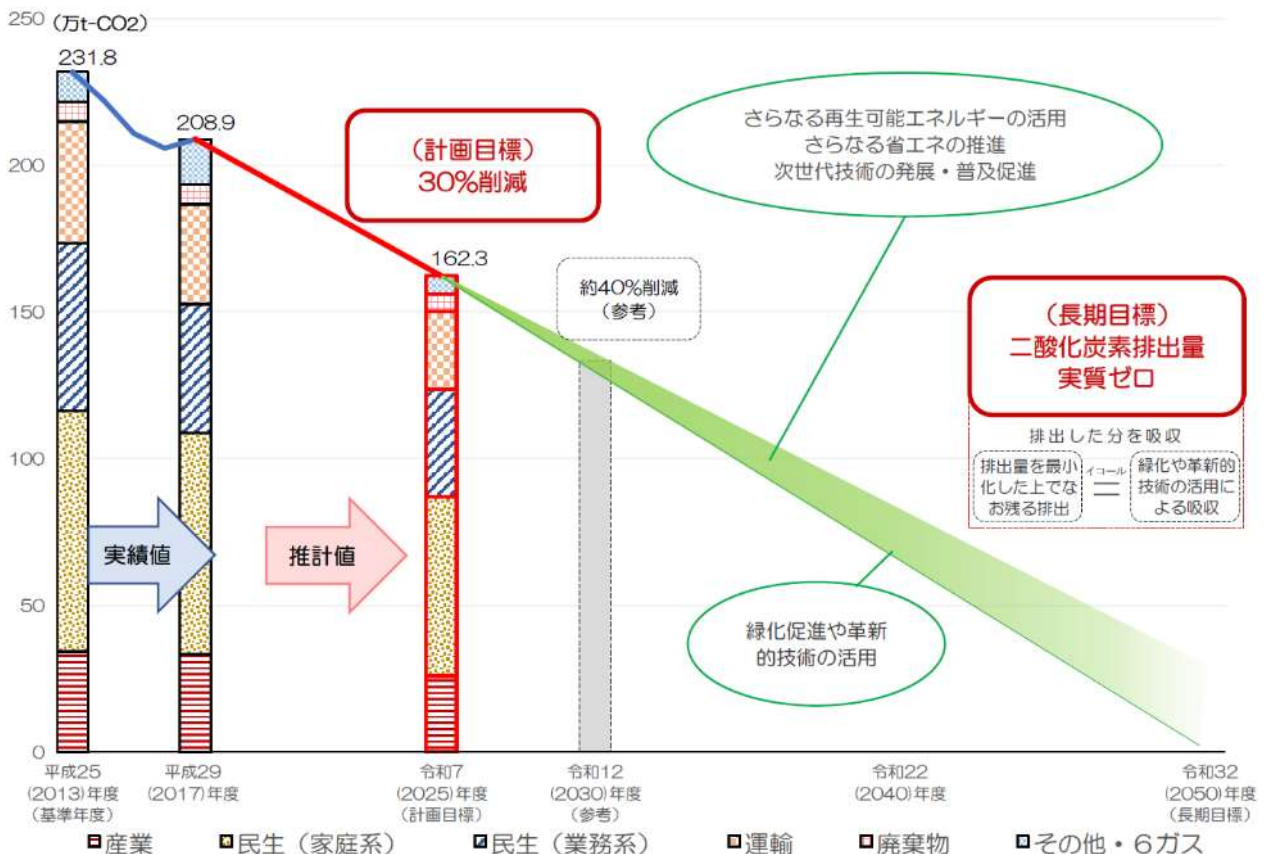 250
(万t-CO2)
231.8
208.9
200
(計画目標)
30%削減
さらなる再生可能エネルギーの活用
さらなる省エネの推進
次世代技術の発展・普及促進
162.3
約40%削減
(参考)
150
(長期目標)
二酸化炭素排出量
実質ゼロ
排出した分を吸収
排出量を最小
化した上でな
お残る排出
イコール
=
緑化や革新的
技術の活用に
よる吸収
100
実績値
推計値
50
緑化促進や革新
的技術の活用
0
平成25
(2013)年度
(基準年度)
平成29
(2017)年度
令和7
(2025)年度
(計画目標)
令和12
(2030)年度
(参考)
令和22
(2040)年度
令和32
(2050)年度
(長期目標)
産業 民生(家庭系) 民生(業務系) 運輸 廃棄物 その他・6ガス